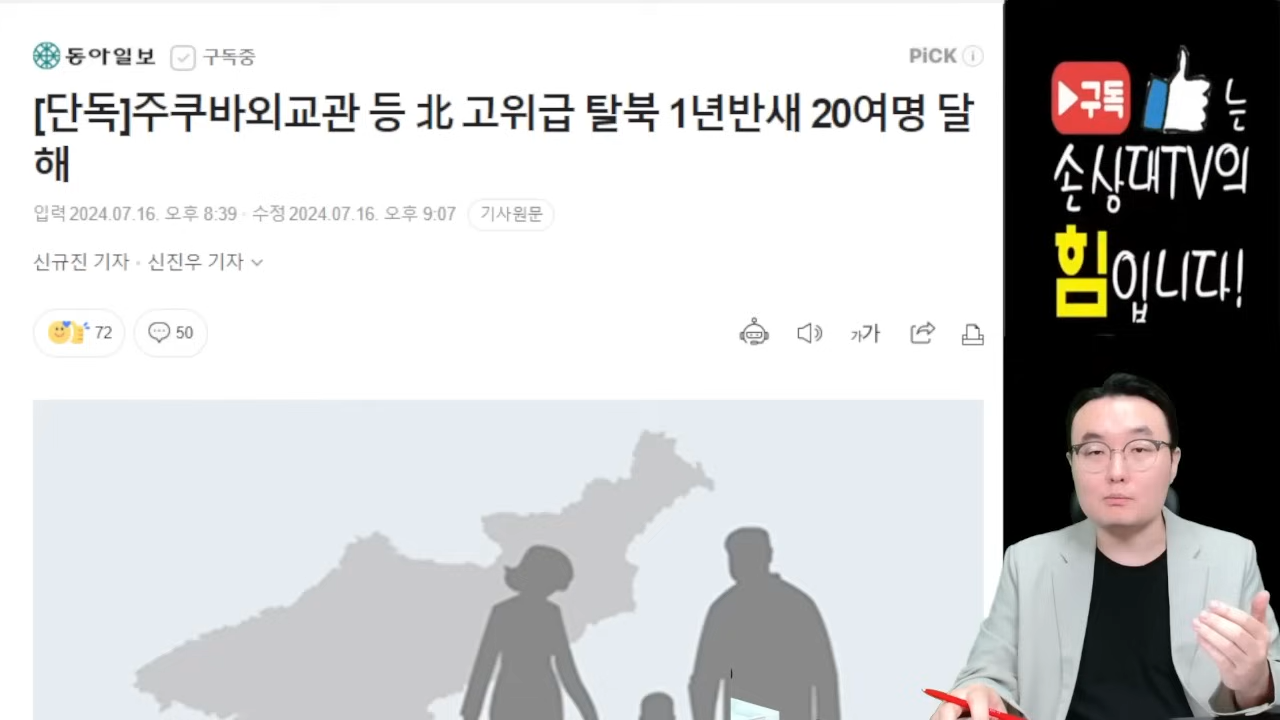 동아일보 구독중
PiCK
[단독]주쿠바외교관 등 北 고위급 탈북 1년반새 20여명 달
해
입력 2024.07.16. 오후 8:39 · 수정 2024.07.16. 오후 9:07 기사원문
신규진 기자 · 신진우 기자
72 50
가가
구독 는
손상대TV의
힘입니다!